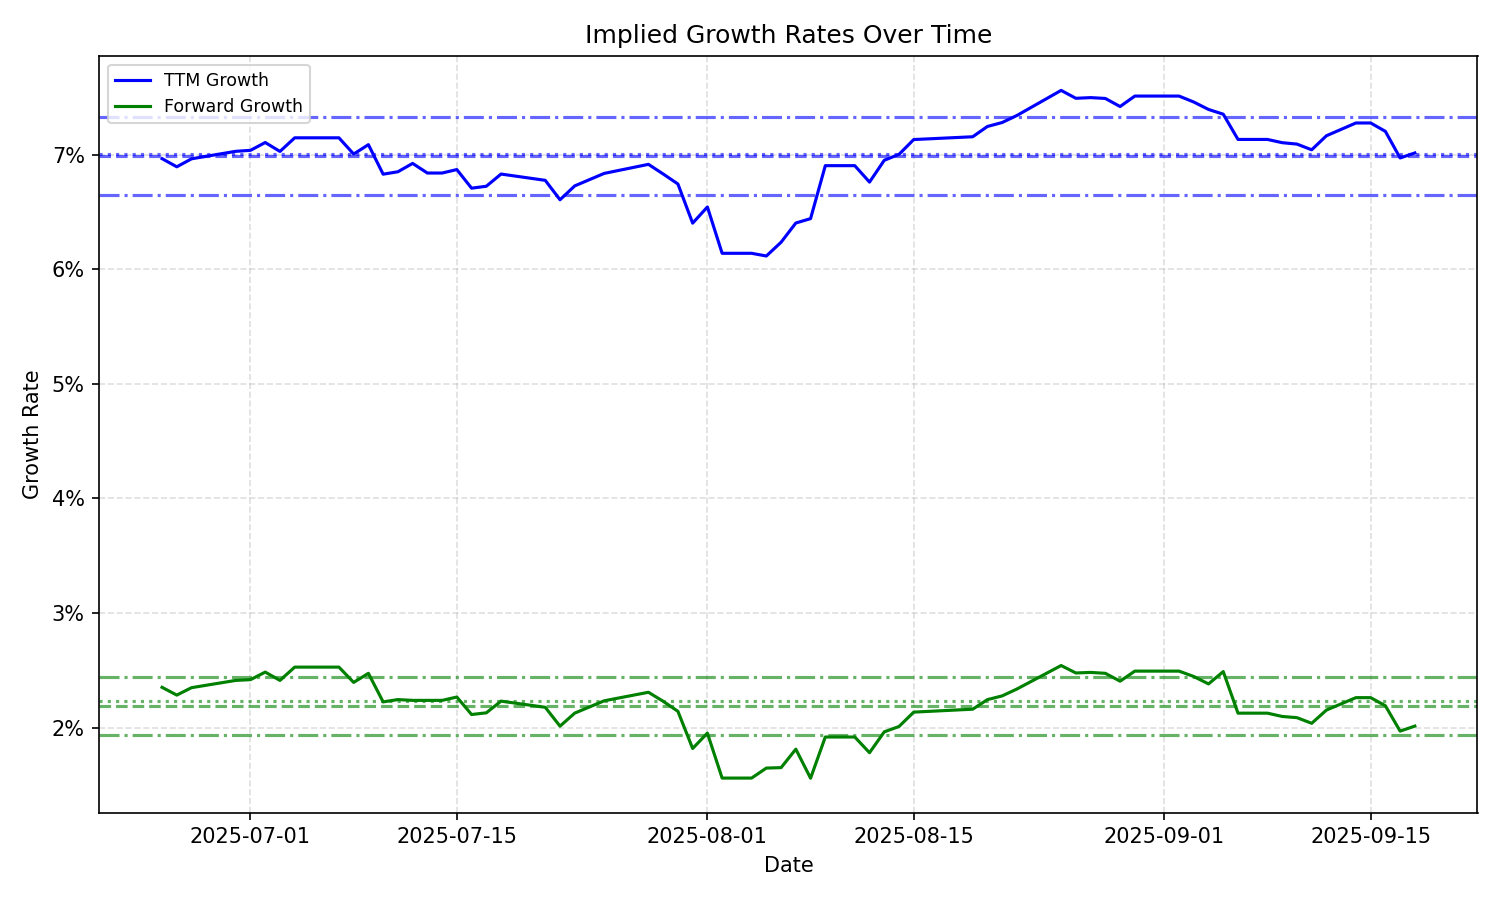 Implied Growth Rates Over Time
TTM Growth
Forward Growth
7%
6%
5%
4%
3%
2%
Growth Rate
2025-07-01
2025-07-15
2025-08-01
2025-08-15
2025-09-01
2025-09-15
Date